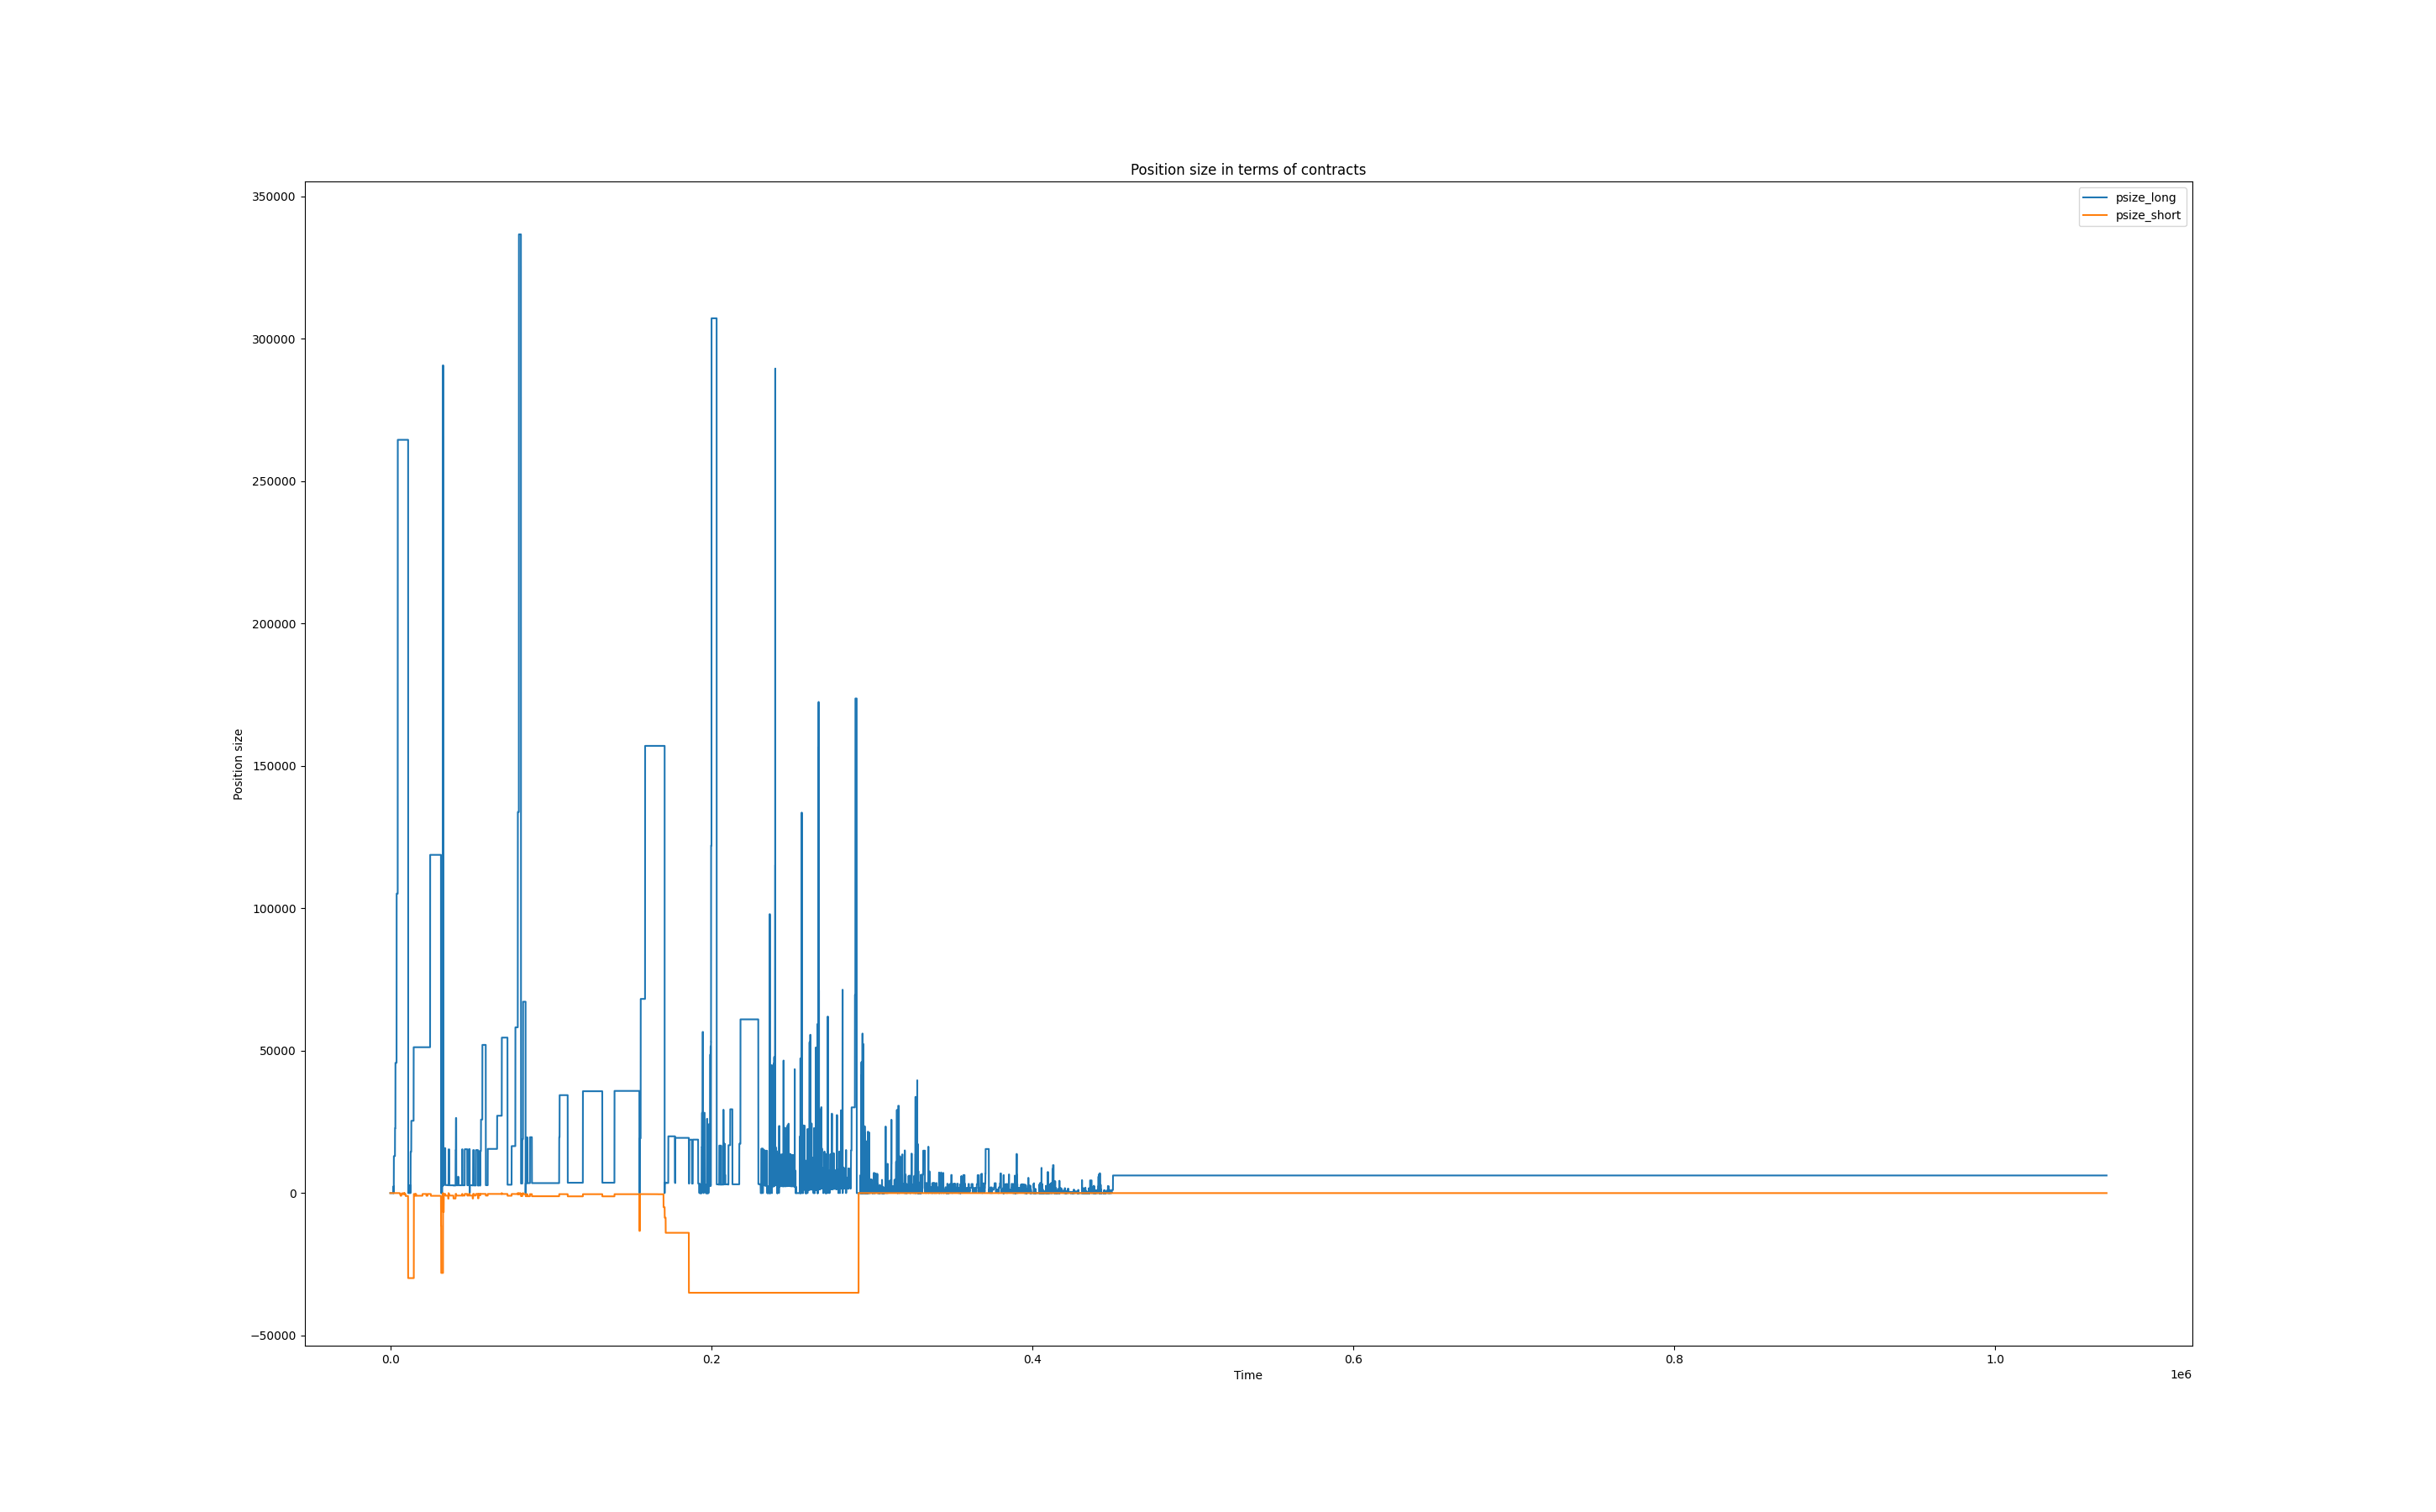 Position size in terms of contracts
psize_long
psize_short
350000
300000
250000
200000
150000
100000
50000
0
−50000
Position size
0.0 0.2 0.4 0.6 0.8 1.0
Time
1e6